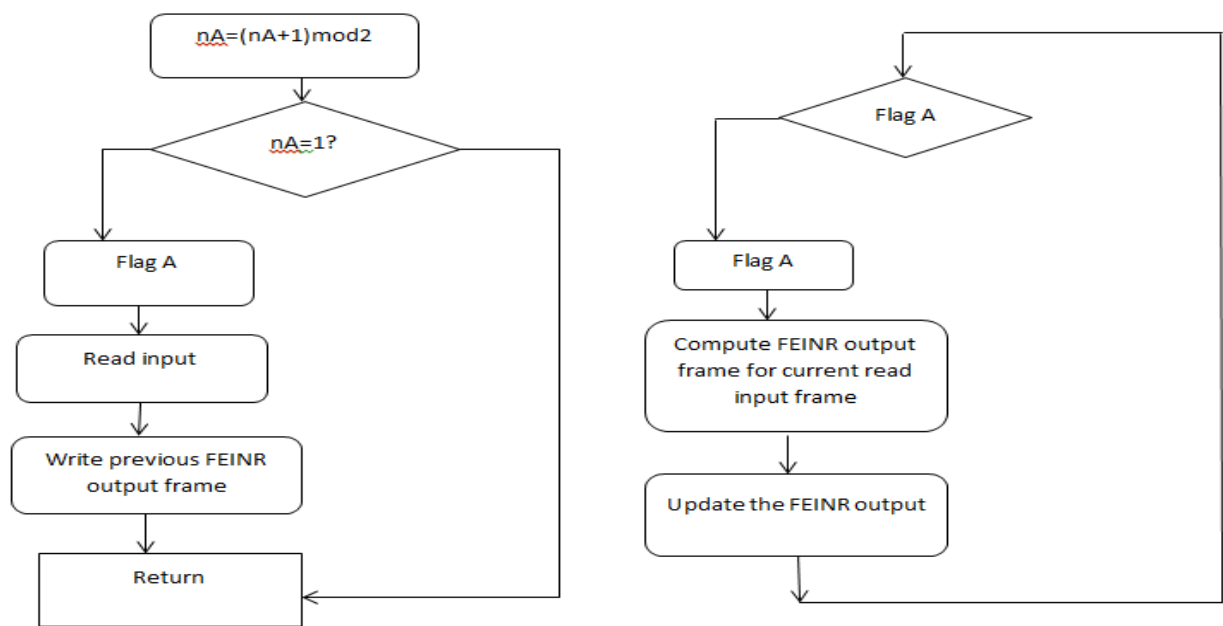 nA=(nA+1)mod2
nA=1?
Flag A
Read input
Write previous FEINR
output frame
Return
Flag A
Flag A
Compute FEINR output
frame for current read
input frame
Update the FEINR output